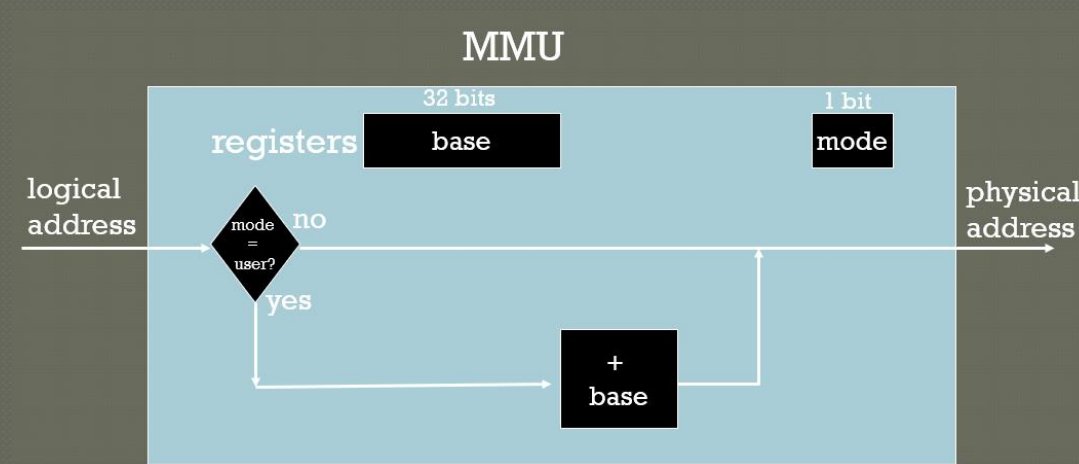 MMU
32 bits
1 bit
registers
base
mode
logical
address
mode
=
user?
no
yes
physical
address
+
base